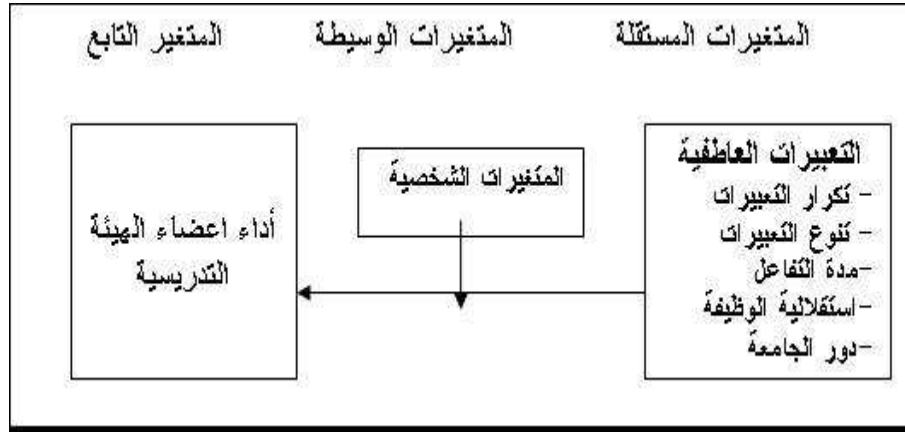 المتغيرات المستقلة
المتغيرات الوسيطة
المتغير التابع
التعبيرات العاطفية
- تكرار التعبيرات
- تنوع التعبيرات
-مدة التفاعل
-استقلالية الوظيفة
-دور الجامعة
المتغيرات الشخصية
أداء اعضاء الهيئة
التدريسية